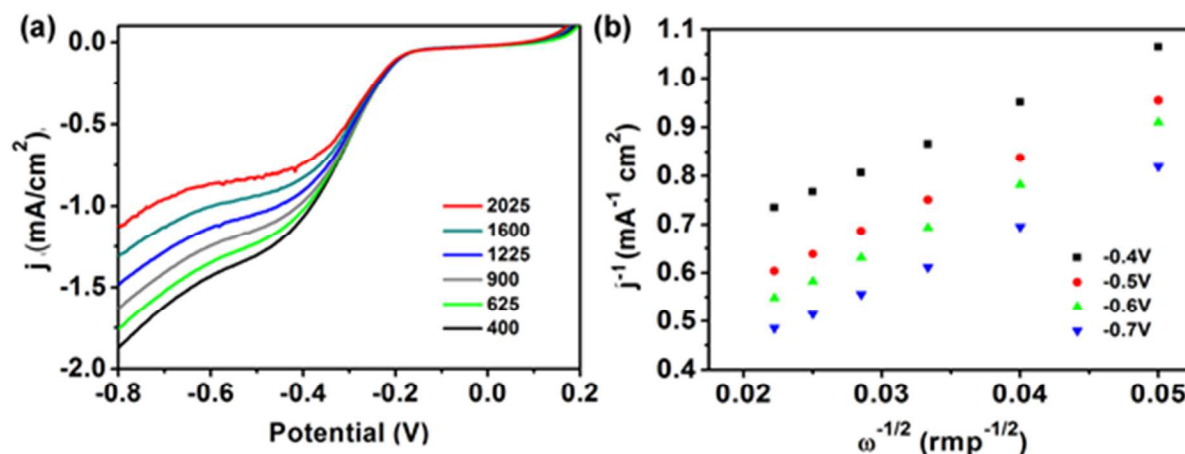 (a)
0.0
-0.5
-1.0
-1.5
-2.0
j (mA/cm²)
2025
1600
1225
900
625
400
-0.8 -0.6 -0.4 -0.2 0.0 0.2
Potential (V)
(b)
1.1
1.0
0.9
0.8
0.7
0.6
0.5
0.4
j⁻¹ (mA⁻¹ cm²)
-0.4V
-0.5V
-0.6V
-0.7V
0.02 0.03 0.04 0.05
ω⁻¹/² (rmp⁻¹/²)